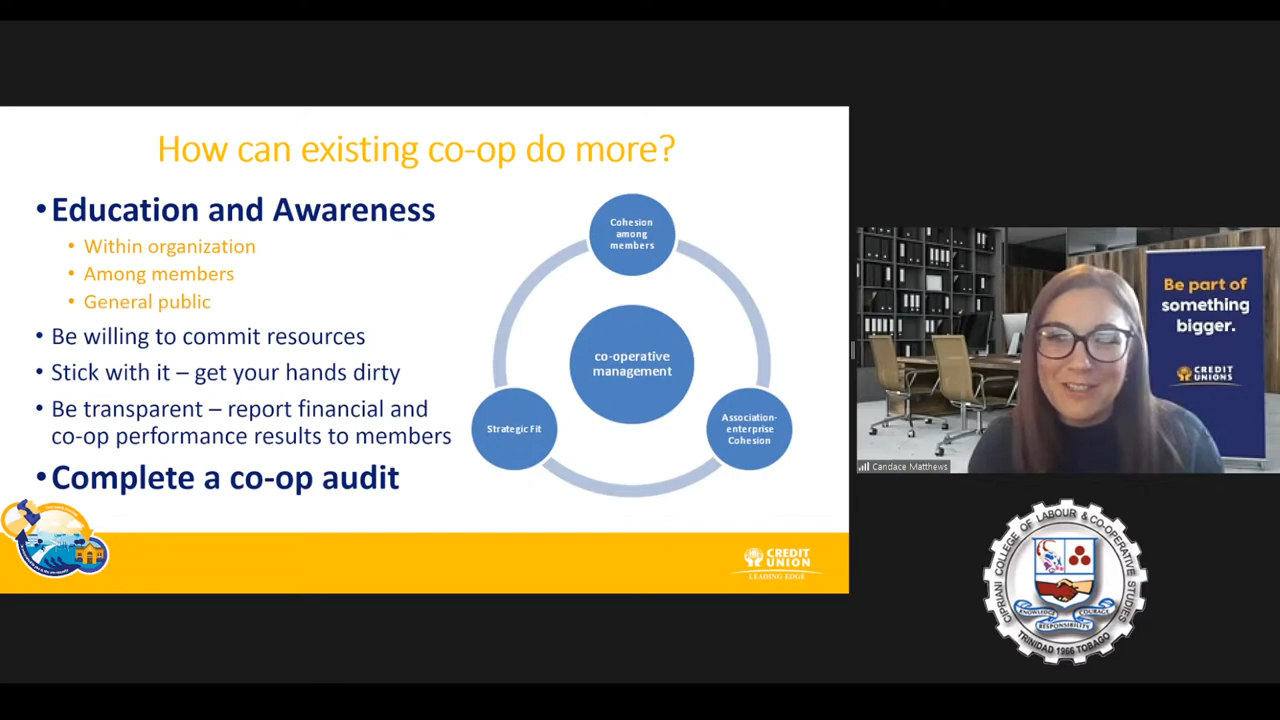 How can existing co-op do more?
• Education and Awareness
• Within organization
• Among members
• General public
• Be willing to commit resources
• Stick with it – get your hands dirty
• Be transparent – report financial and
co-op performance results to members
• Complete a co-op audit
Cohesion
among
members
co-operative
management
Strategic Fit
Association-
enterprise
Cohesion
CREDIT
UNION
LEADING EDGE
Be part of
something
bigger.
CREDIT
UNIONS
Candace Matthews
CIPRIANI COLLEGE OF LABOUR & CO-OPERATIVE STUDIES
KNOWLEDGE
COURAGE
RESPONSIBILITY
TRINIDAD 1966 TOBAGO